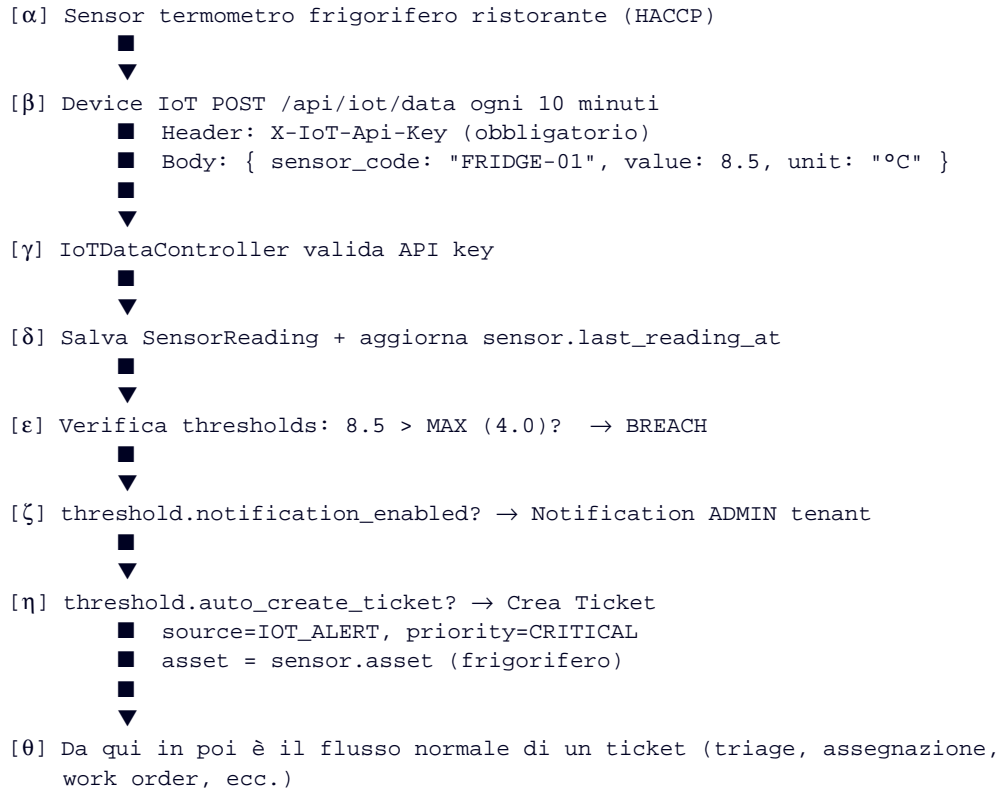 [α] Sensor termometro frigorifero ristorante (HACCP)
■
▼
[β] Device IoT POST /api/iot/data ogni 10 minuti
■ Header: X-IoT-Api-Key (obbligatorio)
■ Body: { sensor_code: "FRIDGE-01", value: 8.5, unit: "°C" }
■
▼
[γ] IoTDataController valida API key
■
▼
[δ] Salva SensorReading + aggiorna sensor.last_reading_at
■
▼
[ε] Verifica thresholds: 8.5 > MAX (4.0)? → BREACH
■
▼
[ζ] threshold.notification_enabled? → Notification ADMIN tenant
■
▼
[η] threshold.auto_create_ticket? → Crea Ticket
■ source=IOT_ALERT, priority=CRITICAL
■ asset = sensor.asset (frigorifero)
■
▼
[θ] Da qui in poi è il flusso normale di un ticket (triage, assegnazione,
work order, ecc.)